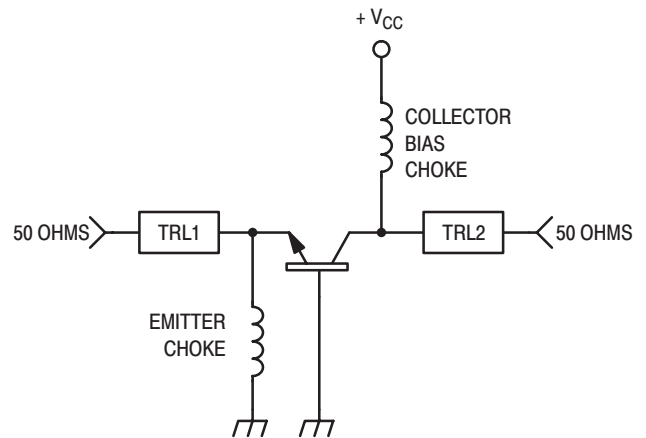 + VCC
COLLECTOR
BIAS
CHOKE
50 OHMS
TRL1
TRL2
50 OHMS
EMITTER
CHOKE